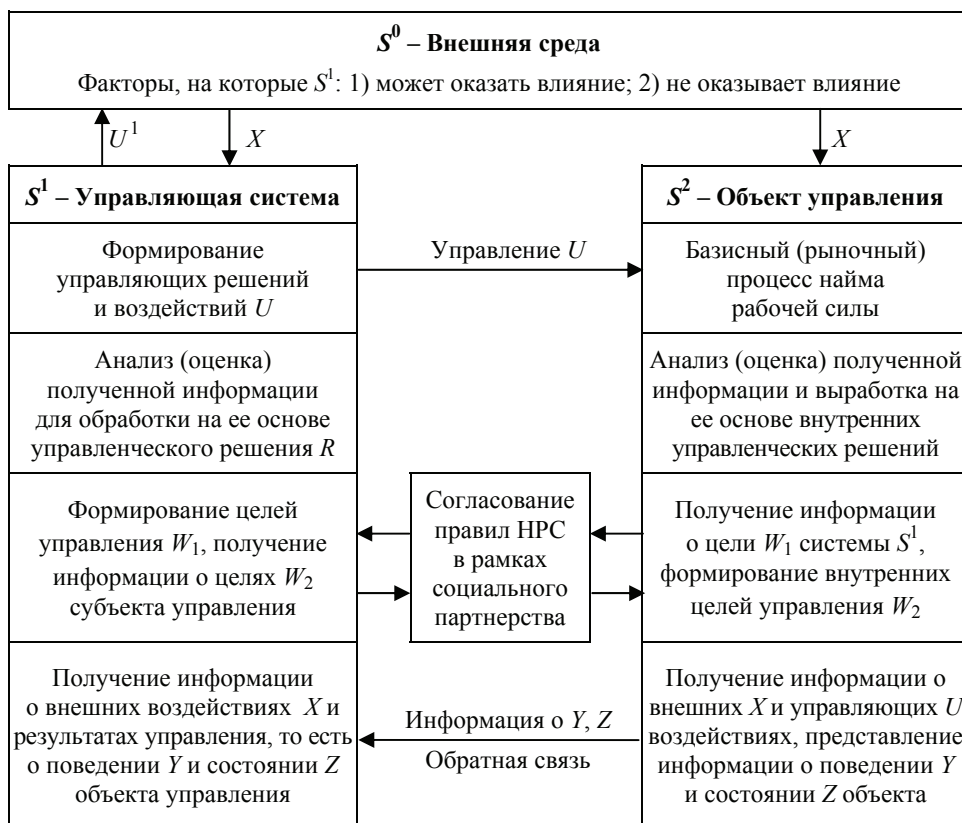 S⁰ – Внешняя среда
Факторы, на которые S¹: 1) может оказать влияние; 2) не оказывает влияние
U¹
X
X
S¹ – Управляющая система
Формирование
управляющих решений
и воздействий U
Анализ (оценка)
полученной информации
для обработки на ее основе
управленческого решения R
Формирование целей
управления W₁, получение
информации о целях W₂
субъекта управления
Получение информации
о внешних воздействиях X и
результатах управления, то есть
о поведении Y и состоянии Z
объекта управления
Управление U
Согласование
правил НРС
в рамках
социального
партнерства
Информация о Y, Z
Обратная связь
S² – Объект управления
Базисный (рыночный)
процесс найма
рабочей силы
Анализ (оценка) полученной
информации и выработка на
ее основе внутренних
управленческих решений
Получение информации
о цели W₁ системы S¹,
формирование внутренних
целей управления W₂
Получение информации о
внешних X и управляющих U
воздействиях, представление
информации о поведении Y
и состоянии Z объекта